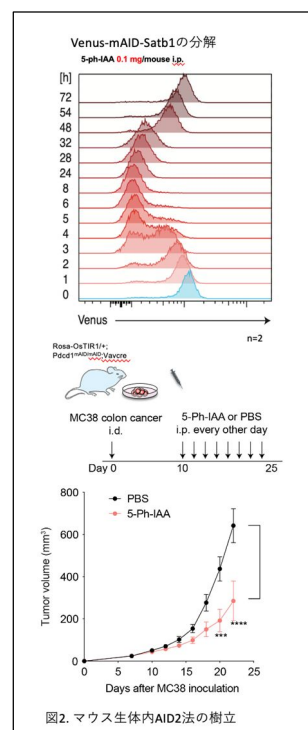 Venus-mAID-Satb1の分解
5-ph-IAA 0.1 mg/mouse i.p.
[h]
72
54
48
32
28
24
8
6
5
4
3
2
1
0
Venus
n=2
Rosa-OsTIR1/+;
Pdcd1mAID/mAID-Vavcre
MC38 colon cancer
i.d.
5-Ph-IAA or PBS
i.p. every other day
Day 0 10 25
800
600
400
200
0
Tumor volume (mm³)
PBS
5-Ph-IAA
***
****
0 5 10 15 20 25
Days after MC38 inoculation
図2. マウス生体内AID2法の樹立